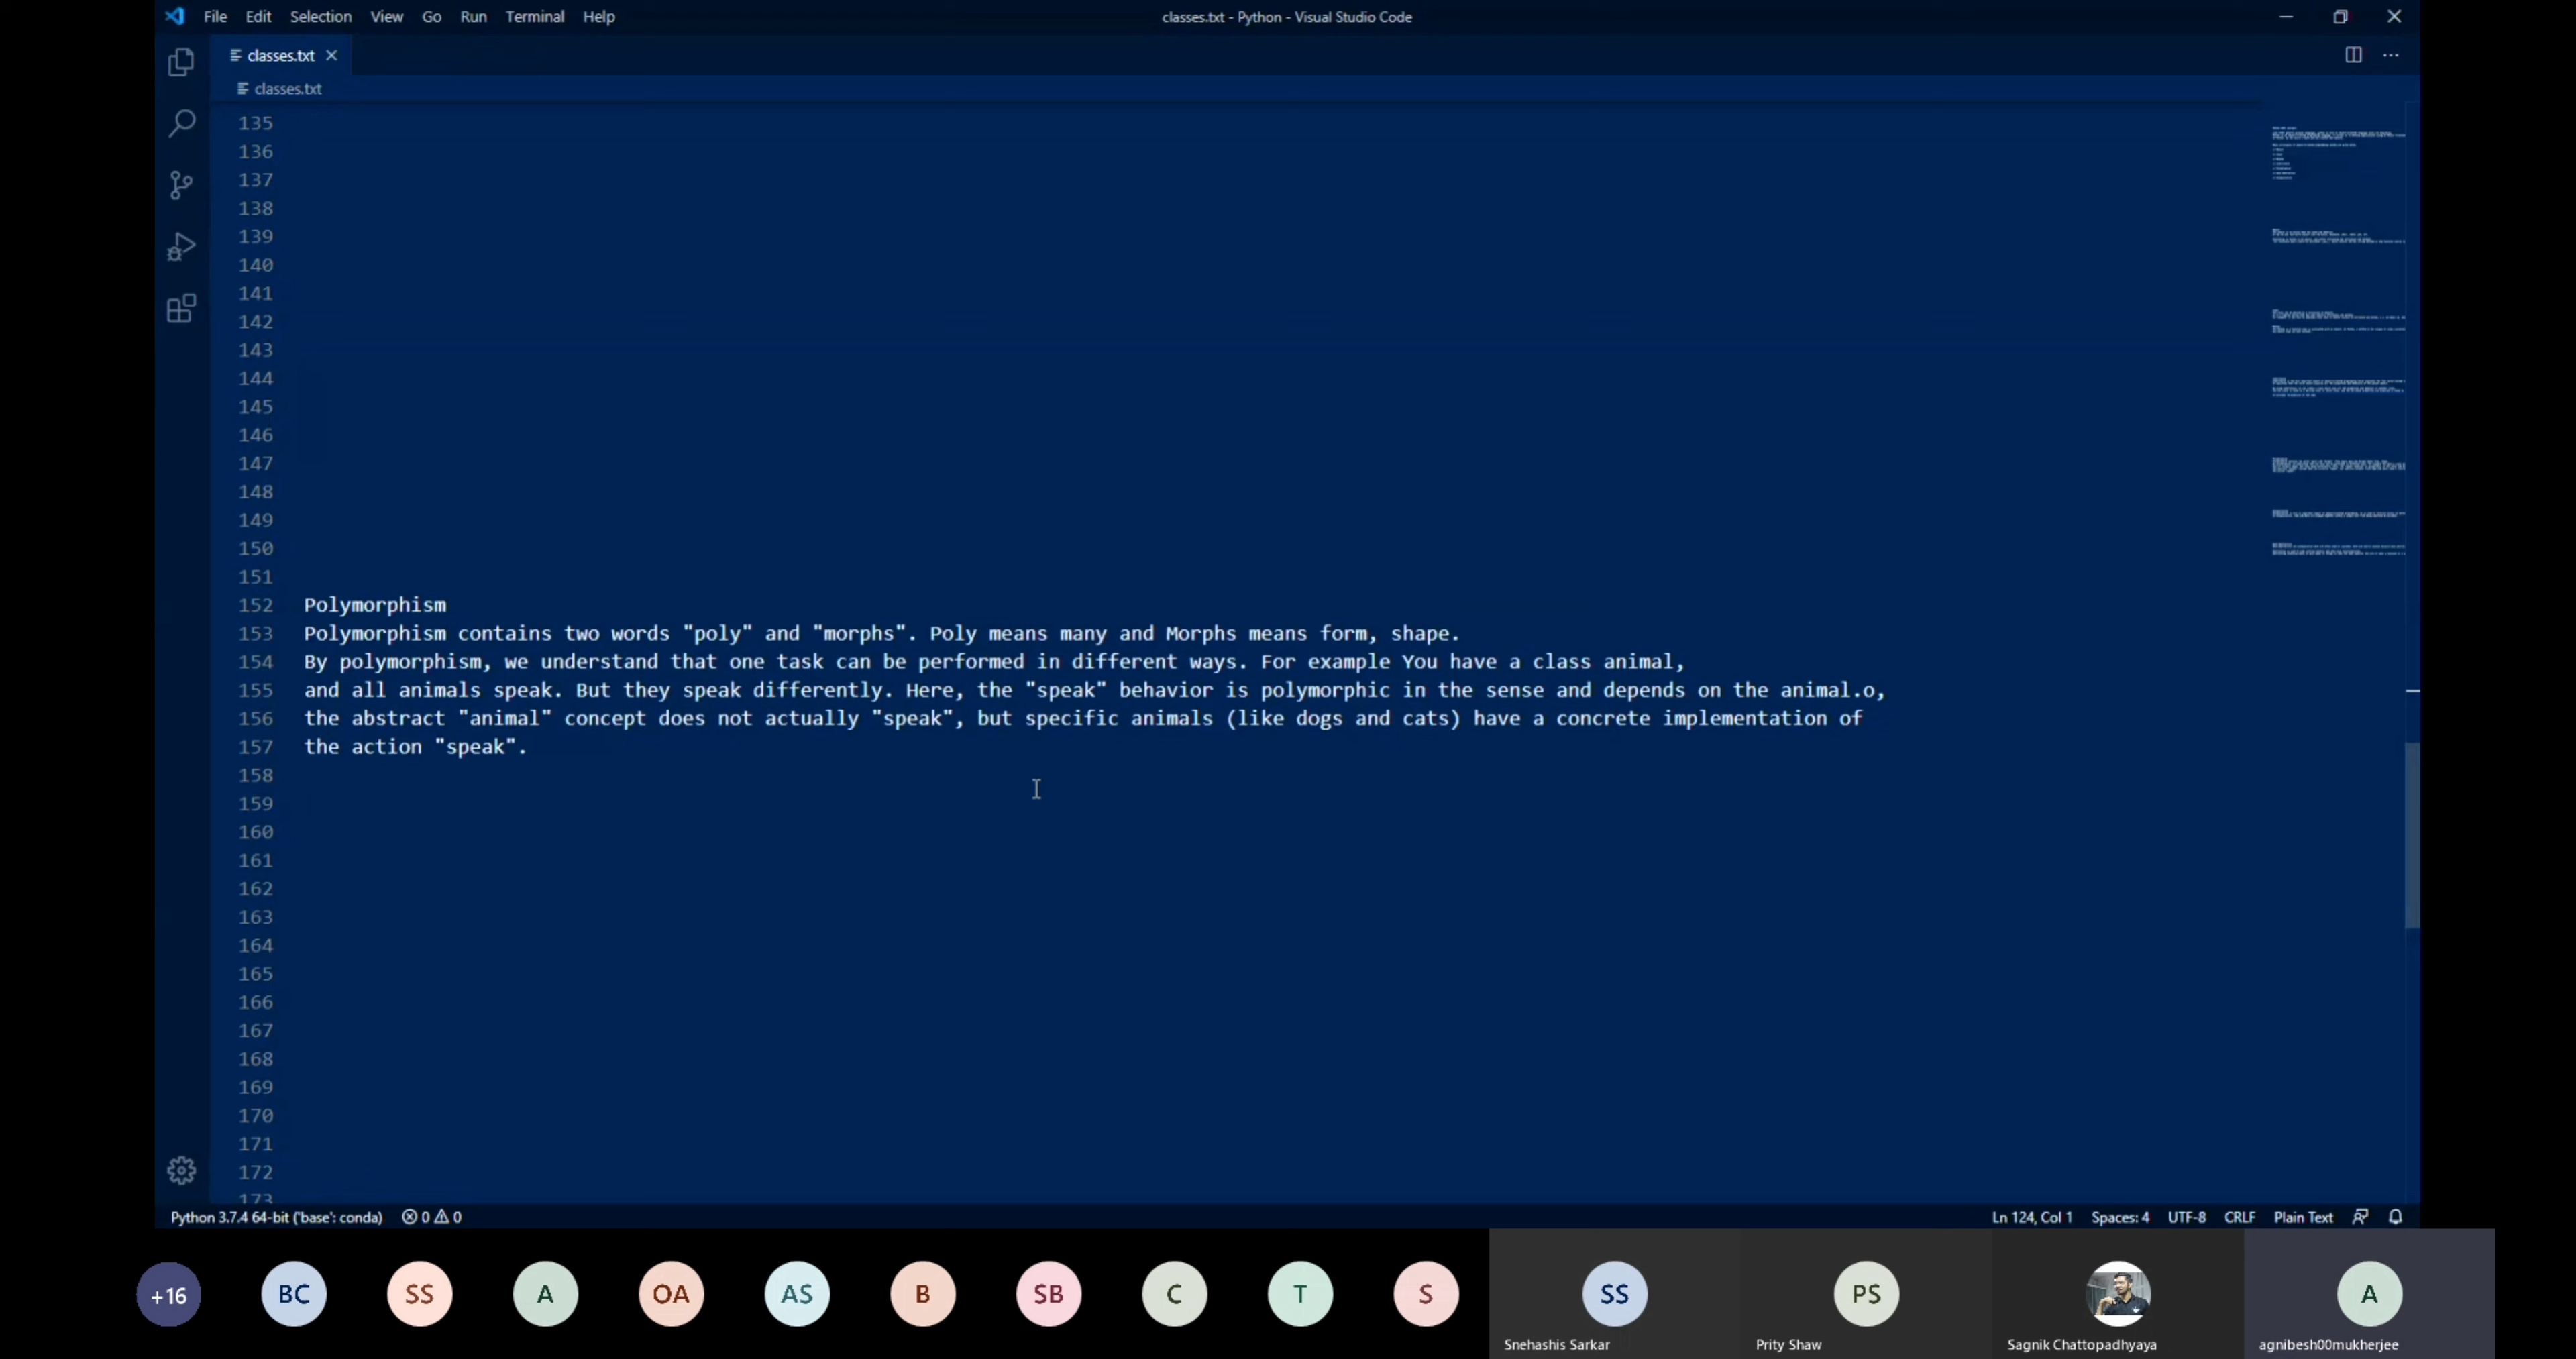 File Edit Selection View Go Run Terminal Help
classes.txt - Python - Visual Studio Code
classes.txt
classes.txt
135
136
137
138
139
140
141
142
143
144
145
146
147
148
149
150
151
152 Polymorphism
153 Polymorphism contains two words "poly" and "morphs". Poly means many and Morphs means form, shape.
154 By polymorphism, we understand that one task can be performed in different ways. For example You have a class animal,
155 and all animals speak. But they speak differently. Here, the "speak" behavior is polymorphic in the sense and depends on the animal.o,
156 the abstract "animal" concept does not actually "speak", but specific animals (like dogs and cats) have a concrete implementation of
157 the action "speak".
158
159
160
161
162
163
164
165
166
167
168
169
170
171
172
173
Python 3.7.4 64-bit ('base': conda) 0 0 Ln 124, Col 1 Spaces: 4 UTF-8 CRLF Plain Text
+16 BC SS A OA AS B SB C T S SS PS A
Snehashis Sarkar Prity Shaw Sagnik Chattopadhyaya agnibesh00mukherjee